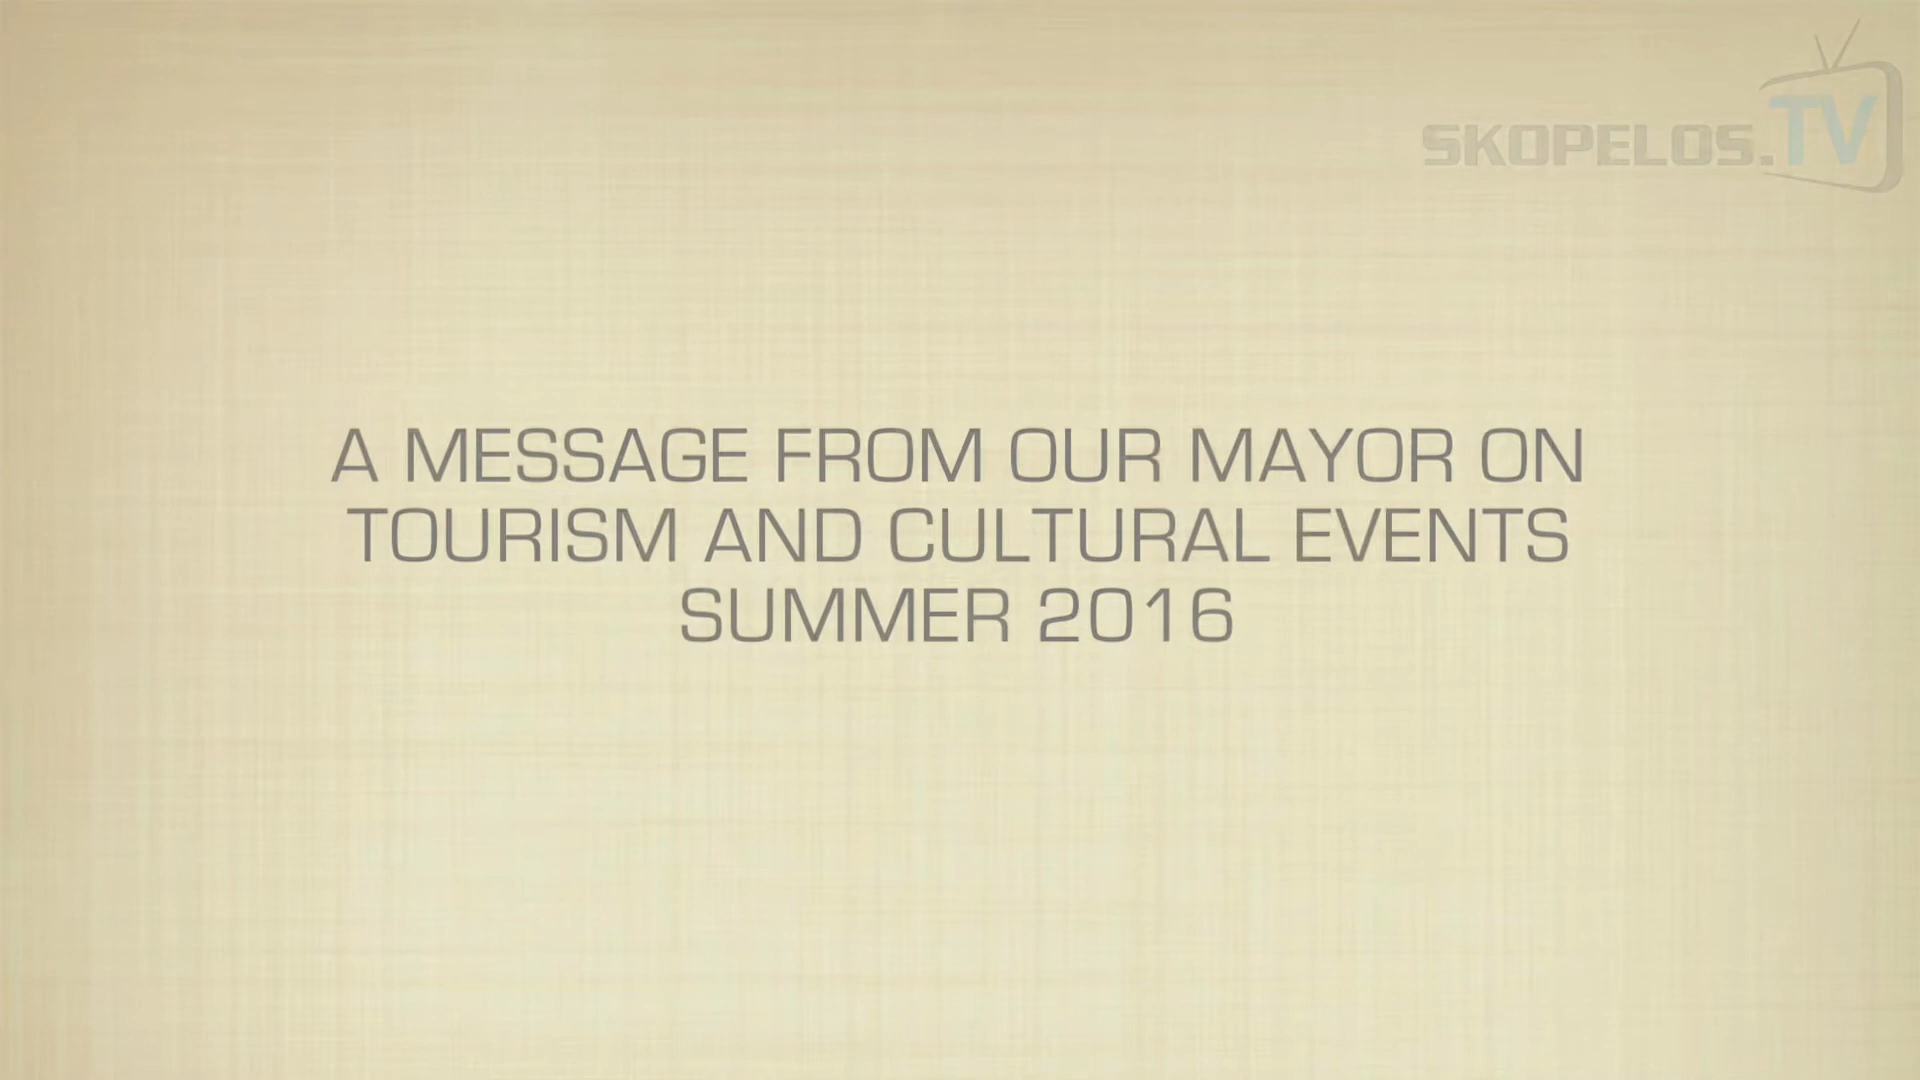 SKOPELOS.TV
A MESSAGE FROM OUR MAYOR ON
TOURISM AND CULTURAL EVENTS
SUMMER 2016